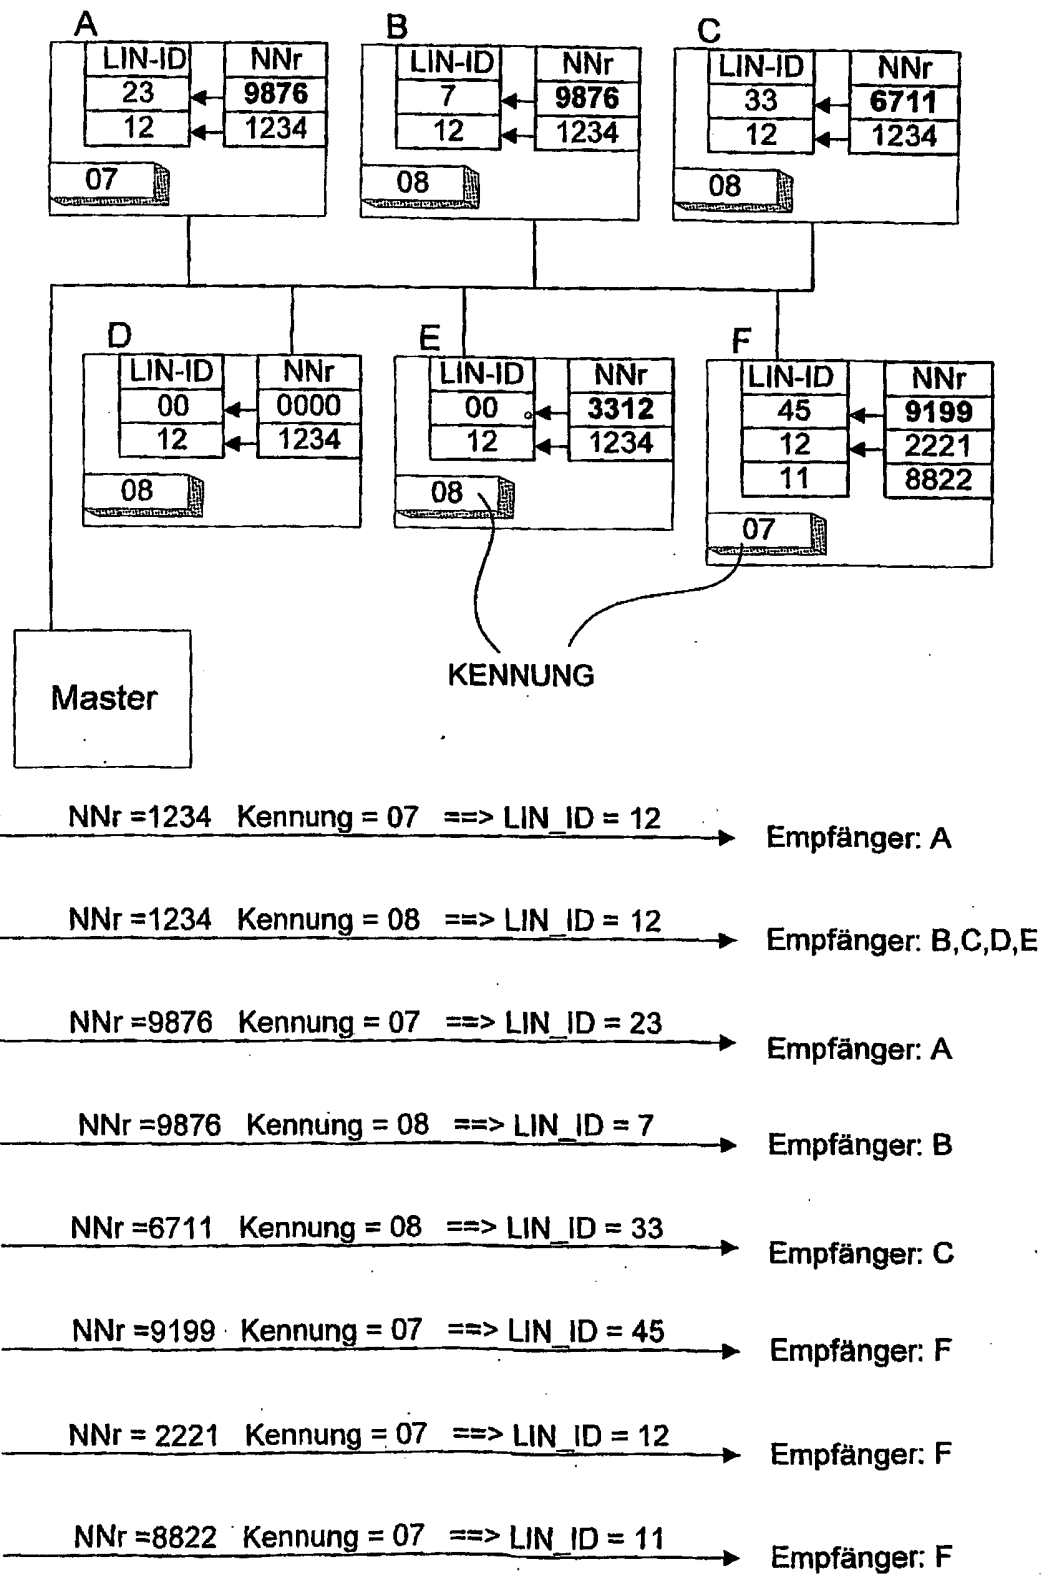 A
LIN-ID NNr
23 9876
12 1234
07
B
LIN-ID NNr
7 9876
12 1234
08
C
LIN-ID NNr
33 6711
12 1234
08
D
LIN-ID NNr
00 0000
12 1234
08
E
LIN-ID NNr
00 3312
12 1234
08
F
LIN-ID NNr
45 9199
12 2221
11 8822
07
KENNUNG
Master
NNr =1234 Kennung = 07 ==> LIN_ID = 12 Empfänger: A
NNr =1234 Kennung = 08 ==> LIN_ID = 12 Empfänger: B,C,D,E
NNr =9876 Kennung = 07 ==> LIN_ID = 23 Empfänger: A
NNr =9876 Kennung = 08 ==> LIN_ID = 7 Empfänger: B
NNr =6711 Kennung = 08 ==> LIN_ID = 33 Empfänger: C
NNr =9199 Kennung = 07 ==> LIN_ID = 45 Empfänger: F
NNr = 2221 Kennung = 07 ==> LIN_ID = 12 Empfänger: F
NNr =8822 Kennung = 07 ==> LIN_ID = 11 Empfänger: F